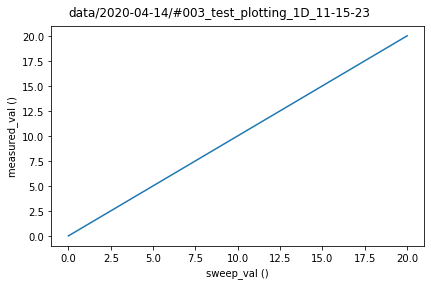 data/2020-04-14/#003_test_plotting_1D_11-15-23
20.0
17.5
15.0
12.5
10.0
7.5
5.0
2.5
0.0
measured_val ()
0.0 2.5 5.0 7.5 10.0 12.5 15.0 17.5 20.0
sweep_val ()